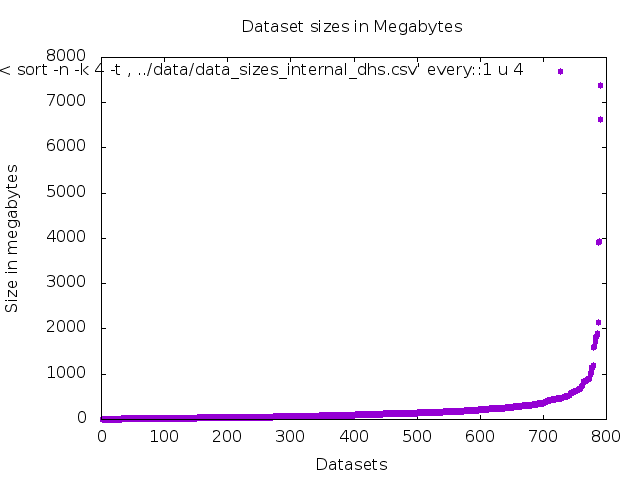 Dataset sizes in Megabytes
8000
< sort -n -k 4 -t , ../data/data_sizes_internal_dhs.csv' every::1 u 4
7000
6000
5000
4000
3000
2000
1000
0
Size in megabytes
0 100 200 300 400 500 600 700 800
Datasets